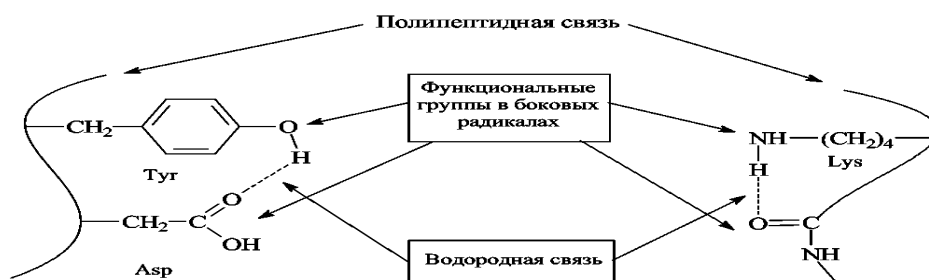 Полипептидная связь
Функциональные
группы в боковых
радикалах
CH₂
O
H
Tyr
O
CH₂
C
OH
Asp
NH
(CH₂)₄
Lys
H
O
C
NH
Водородная связь